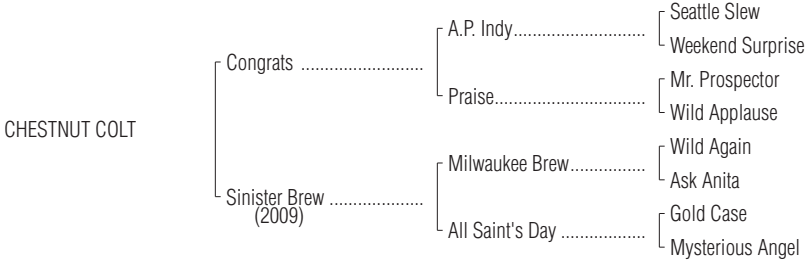 Seattle Slew
A.P. Indy..............................
Weekend Surprise
Congrats ...........................
Mr. Prospector
Praise..................................
Wild Applause
CHESTNUT COLT
Wild Again
Milwaukee Brew.................
Ask Anita
Sinister Brew .....................
(2009)
Gold Case
All Saint's Day ...................
Mysterious Angel